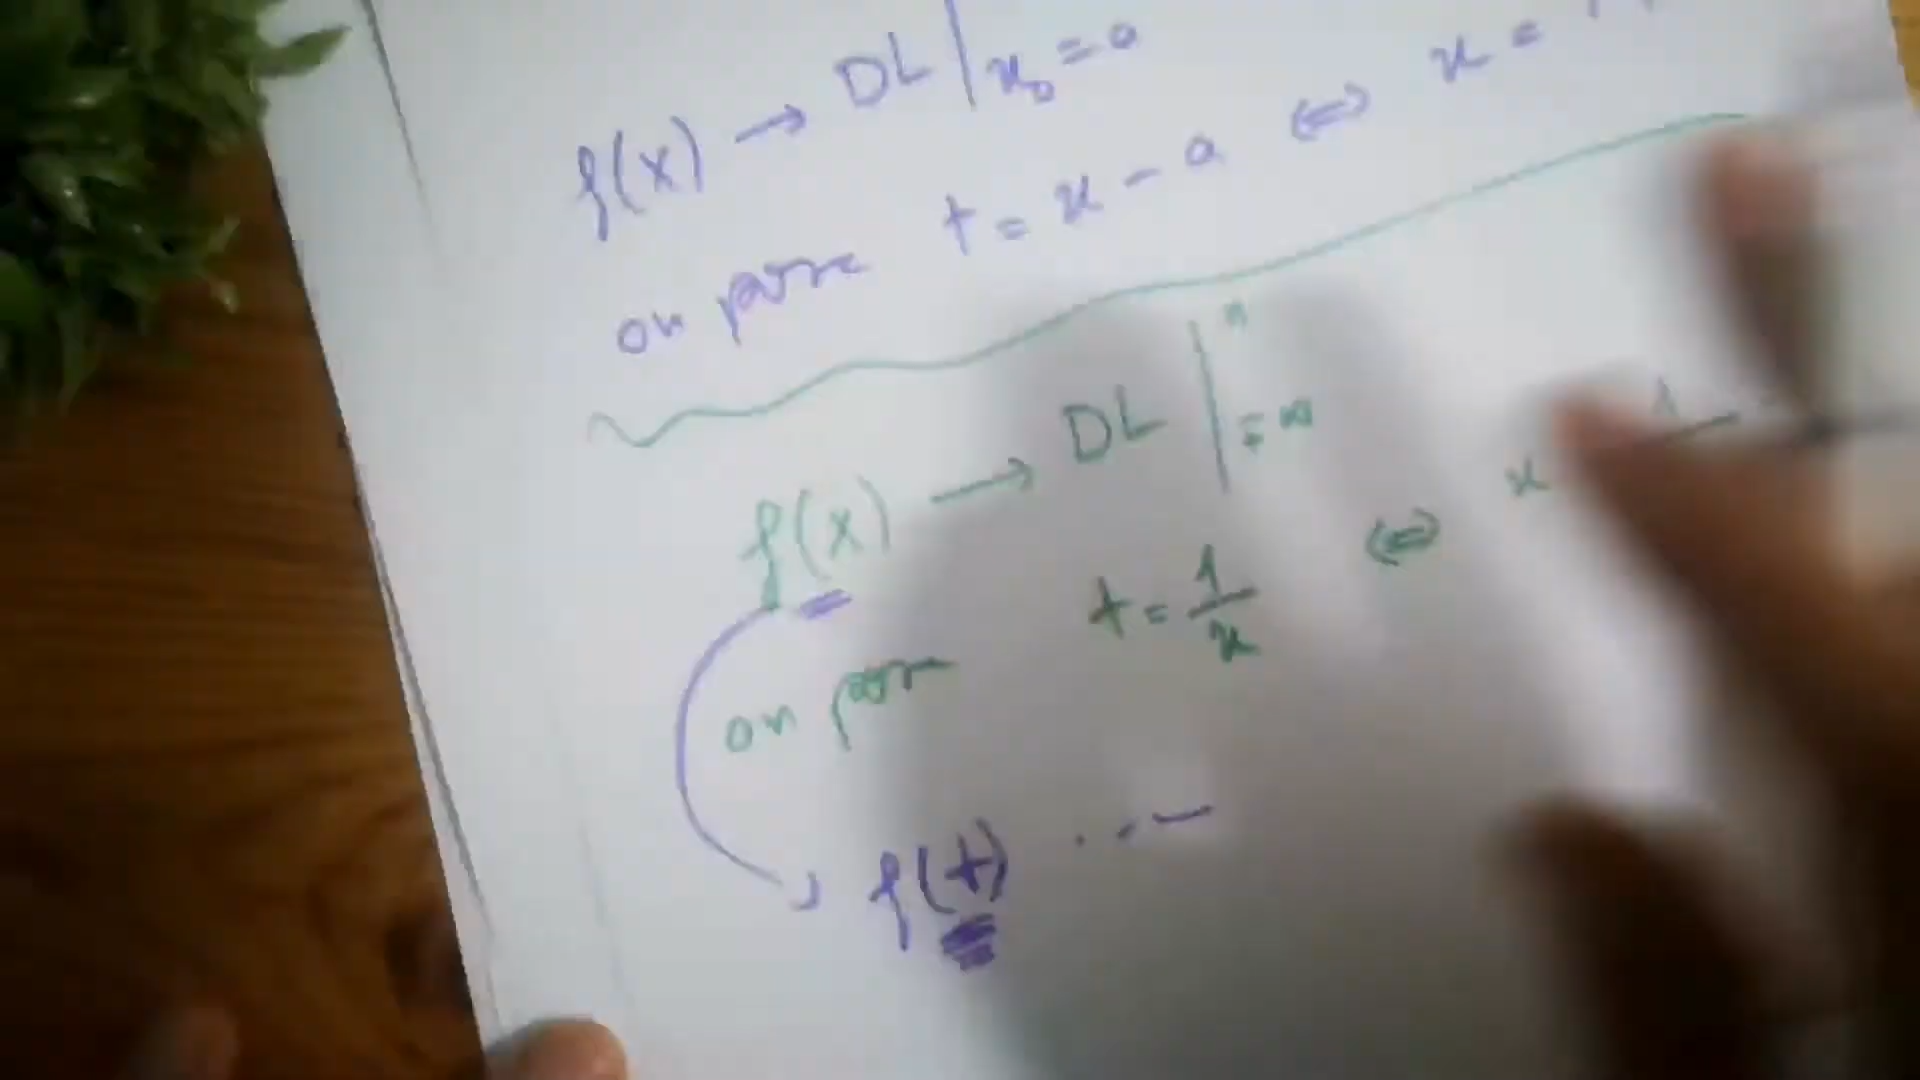 f(x) → DL | x₀ = a
on pose t = x - a ⇔ x =
f(x) → DL | = ∞
on pose t = 1/x ⇔ x
f(t) . - -